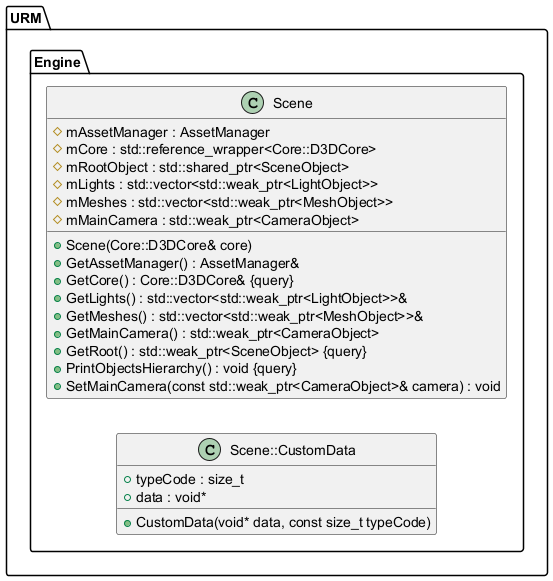 URM
Engine
C Scene
mAssetManager : AssetManager
mCore : std::reference_wrapper<Core::D3DCore>
mRootObject : std::shared_ptr<SceneObject>
mLights : std::vector<std::weak_ptr<LightObject>>
mMeshes : std::vector<std::weak_ptr<MeshObject>>
mMainCamera : std::weak_ptr<CameraObject>
Scene(Core::D3DCore& core)
GetAssetManager() : AssetManager&
GetCore() : Core::D3DCore& {query}
GetLights() : std::vector<std::weak_ptr<LightObject>>&
GetMeshes() : std::vector<std::weak_ptr<MeshObject>>&
GetMainCamera() : std::weak_ptr<CameraObject>
GetRoot() : std::weak_ptr<SceneObject> {query}
PrintObjectsHierarchy() : void {query}
SetMainCamera(const std::weak_ptr<CameraObject>& camera) : void
C Scene::CustomData
typeCode : size_t
data : void*
CustomData(void* data, const size_t typeCode)